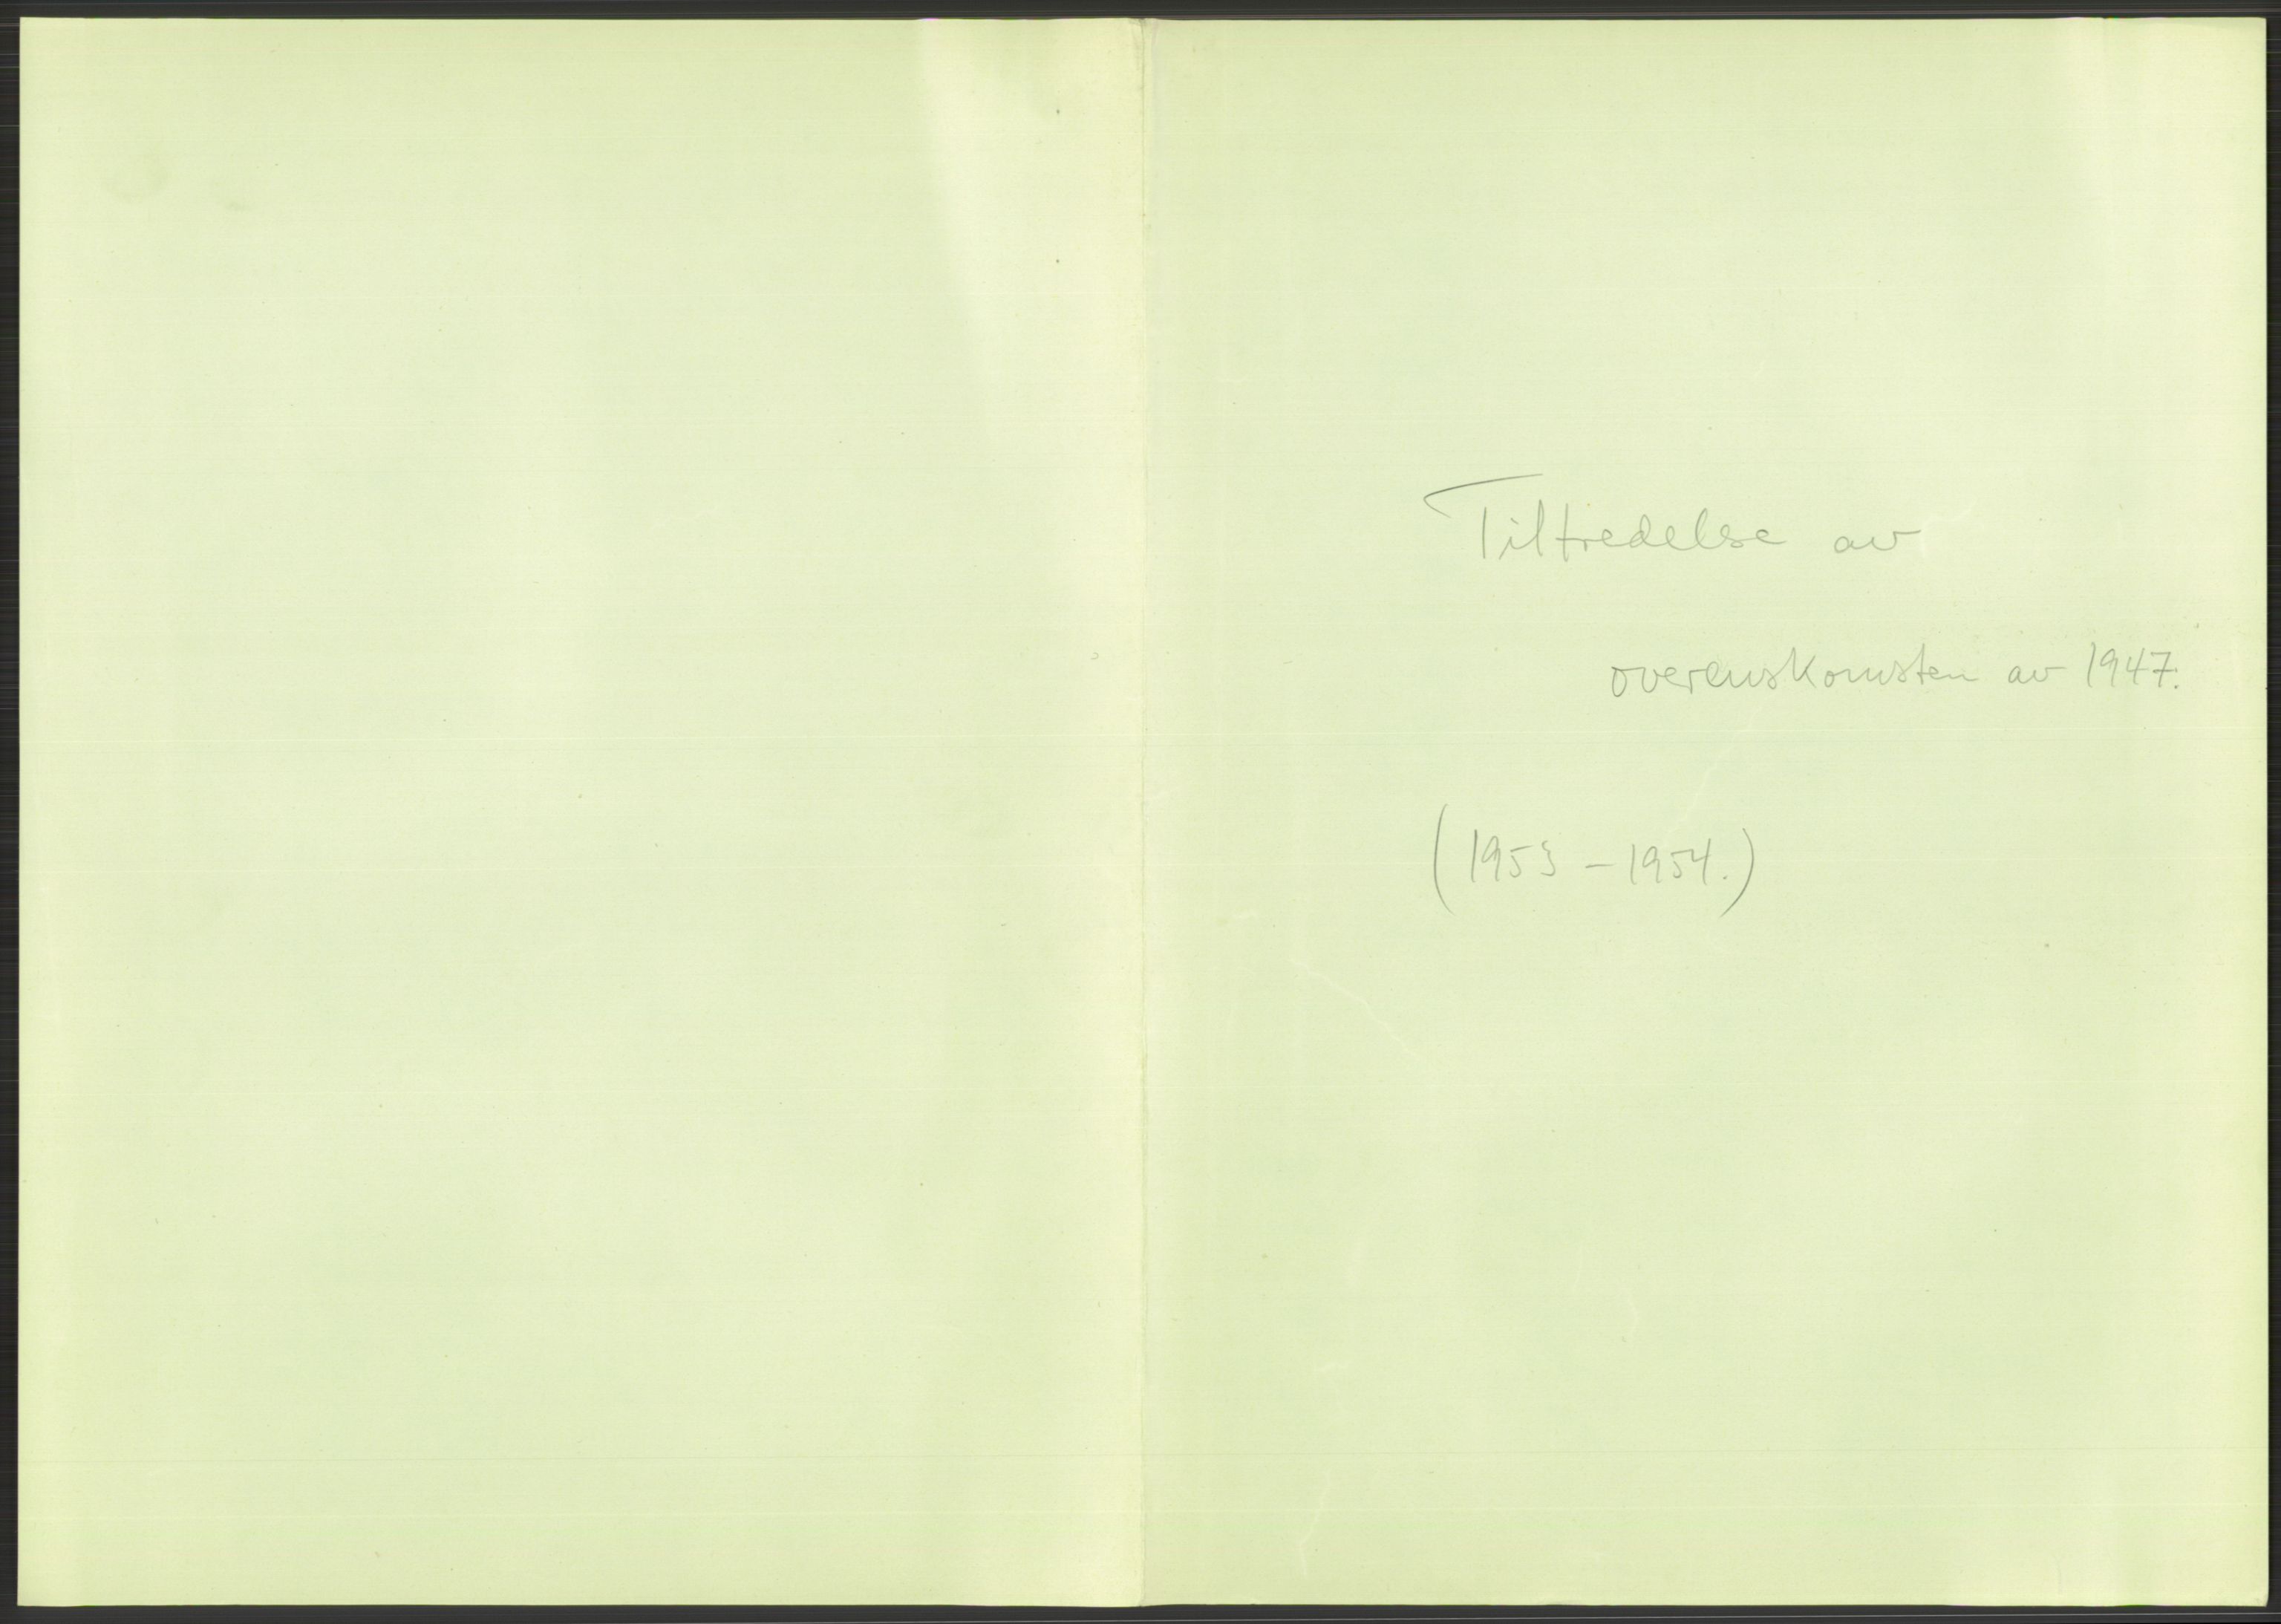 Tiltredelse av
overenskomsten av 1947.
(1953 - 1954.)